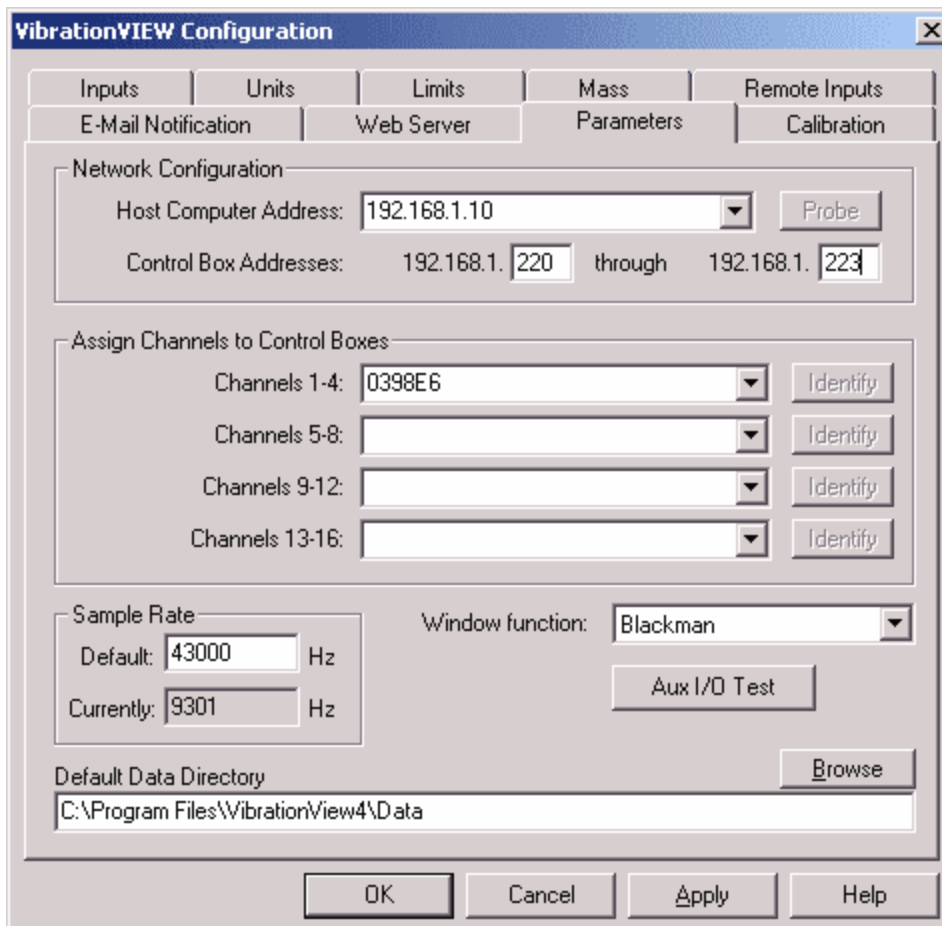 VibrationVIEW Configuration
Inputs Units Limits Mass Remote Inputs
E-Mail Notification Web Server Parameters Calibration
Network Configuration
Host Computer Address: 192.168.1.10 Probe
Control Box Addresses: 192.168.1. 220 through 192.168.1. 223
Assign Channels to Control Boxes
Channels 1-4: 0398E6 Identify
Channels 5-8: Identify
Channels 9-12: Identify
Channels 13-16: Identify
Sample Rate
Default: 43000 Hz
Currently: 9301 Hz
Window function: Blackman
Aux I/O Test
Browse
Default Data Directory
C:\Program Files\VibrationView4\Data
OK Cancel Apply Help